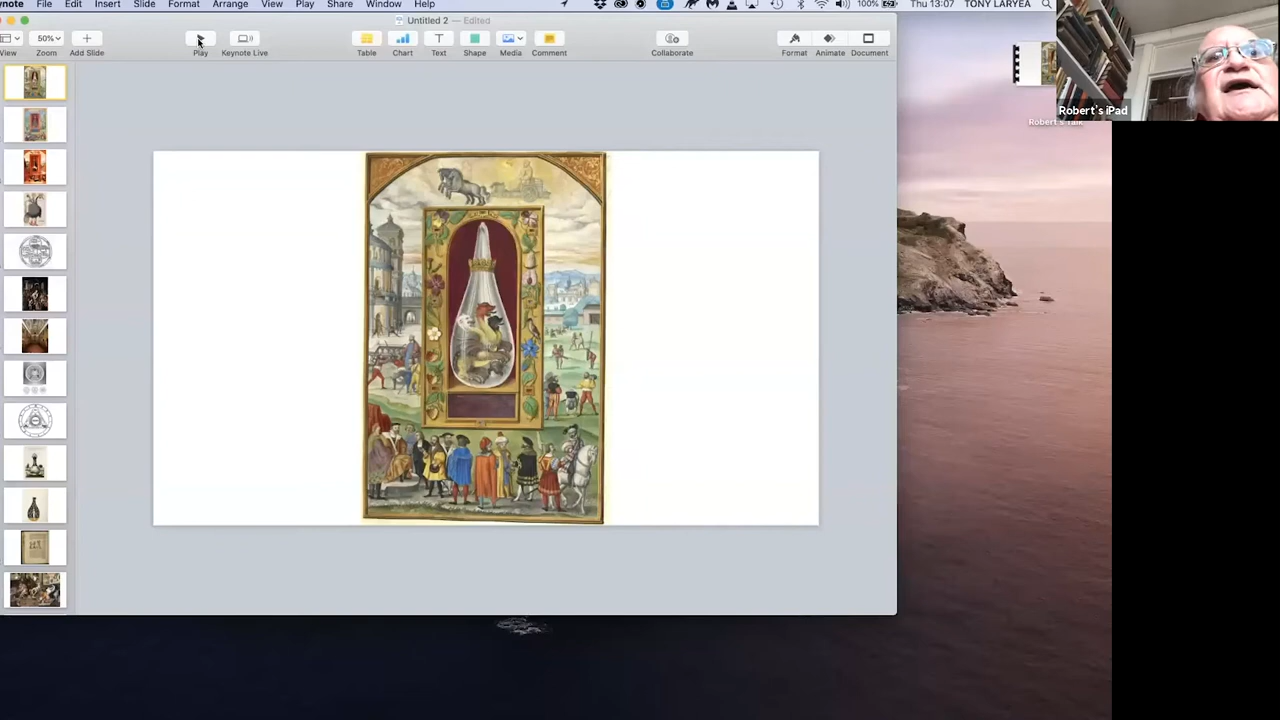 note File Edit Insert Slide Format Arrange View Play Share Window Help 100% Thu 13:07 TONY LARYEA
Untitled 2 — Edited
50%
View Zoom Add Slide Play Keynote Live Table Chart Text Shape Media Comment Collaborate Format Animate Document
Robert's iPad
Robert's Talk